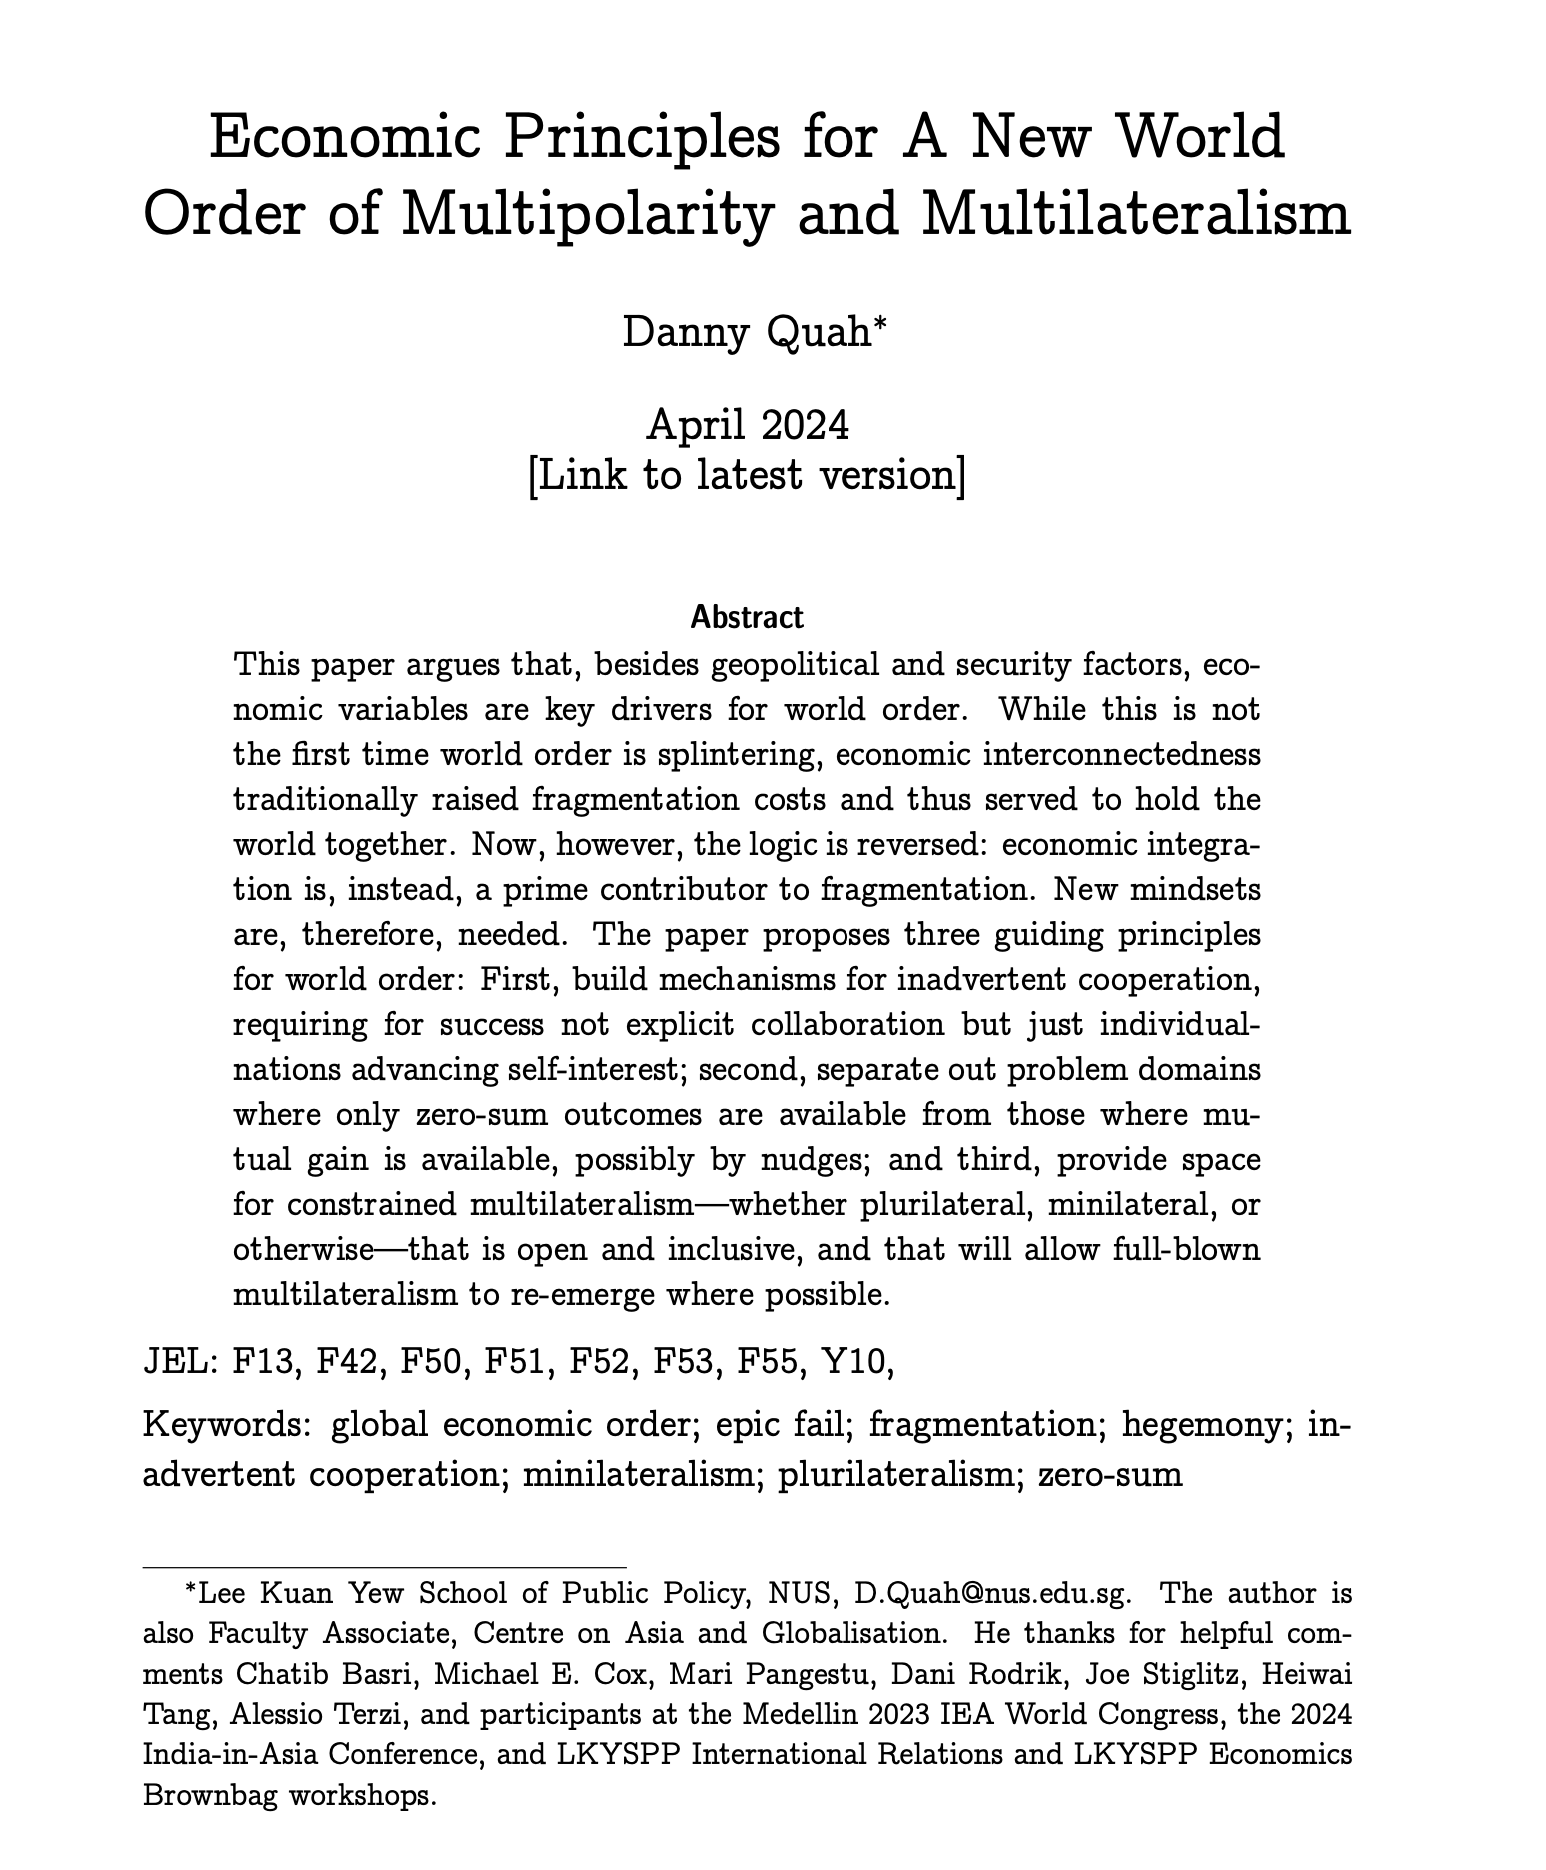 Economic Principles for A New World
Order of Multipolarity and Multilateralism
Danny Quah*
April 2024
[Link to latest version]
Abstract
This paper argues that, besides geopolitical and security factors, eco-
nomic variables are key drivers for world order. While this is not
the first time world order is splintering, economic interconnectedness
traditionally raised fragmentation costs and thus served to hold the
world together. Now, however, the logic is reversed: economic integra-
tion is, instead, a prime contributor to fragmentation. New mindsets
are, therefore, needed. The paper proposes three guiding principles
for world order: First, build mechanisms for inadvertent cooperation,
requiring for success not explicit collaboration but just individual-
nations advancing self-interest; second, separate out problem domains
where only zero-sum outcomes are available from those where mu-
tual gain is available, possibly by nudges; and third, provide space
for constrained multilateralism—whether plurilateral, minilateral, or
otherwise—that is open and inclusive, and that will allow full-blown
multilateralism to re-emerge where possible.
JEL: F13, F42, F50, F51, F52, F53, F55, Y10,
Keywords: global economic order; epic fail; fragmentation; hegemony; in-
advertent cooperation; minilateralism; plurilateralism; zero-sum
*Lee Kuan Yew School of Public Policy, NUS, D.Quah@nus.edu.sg. The author is
also Faculty Associate, Centre on Asia and Globalisation. He thanks for helpful com-
ments Chatib Basri, Michael E. Cox, Mari Pangestu, Dani Rodrik, Joe Stiglitz, Heiwai
Tang, Alessio Terzi, and participants at the Medellin 2023 IEA World Congress, the 2024
India-in-Asia Conference, and LKYSPP International Relations and LKYSPP Economics
Brownbag workshops.